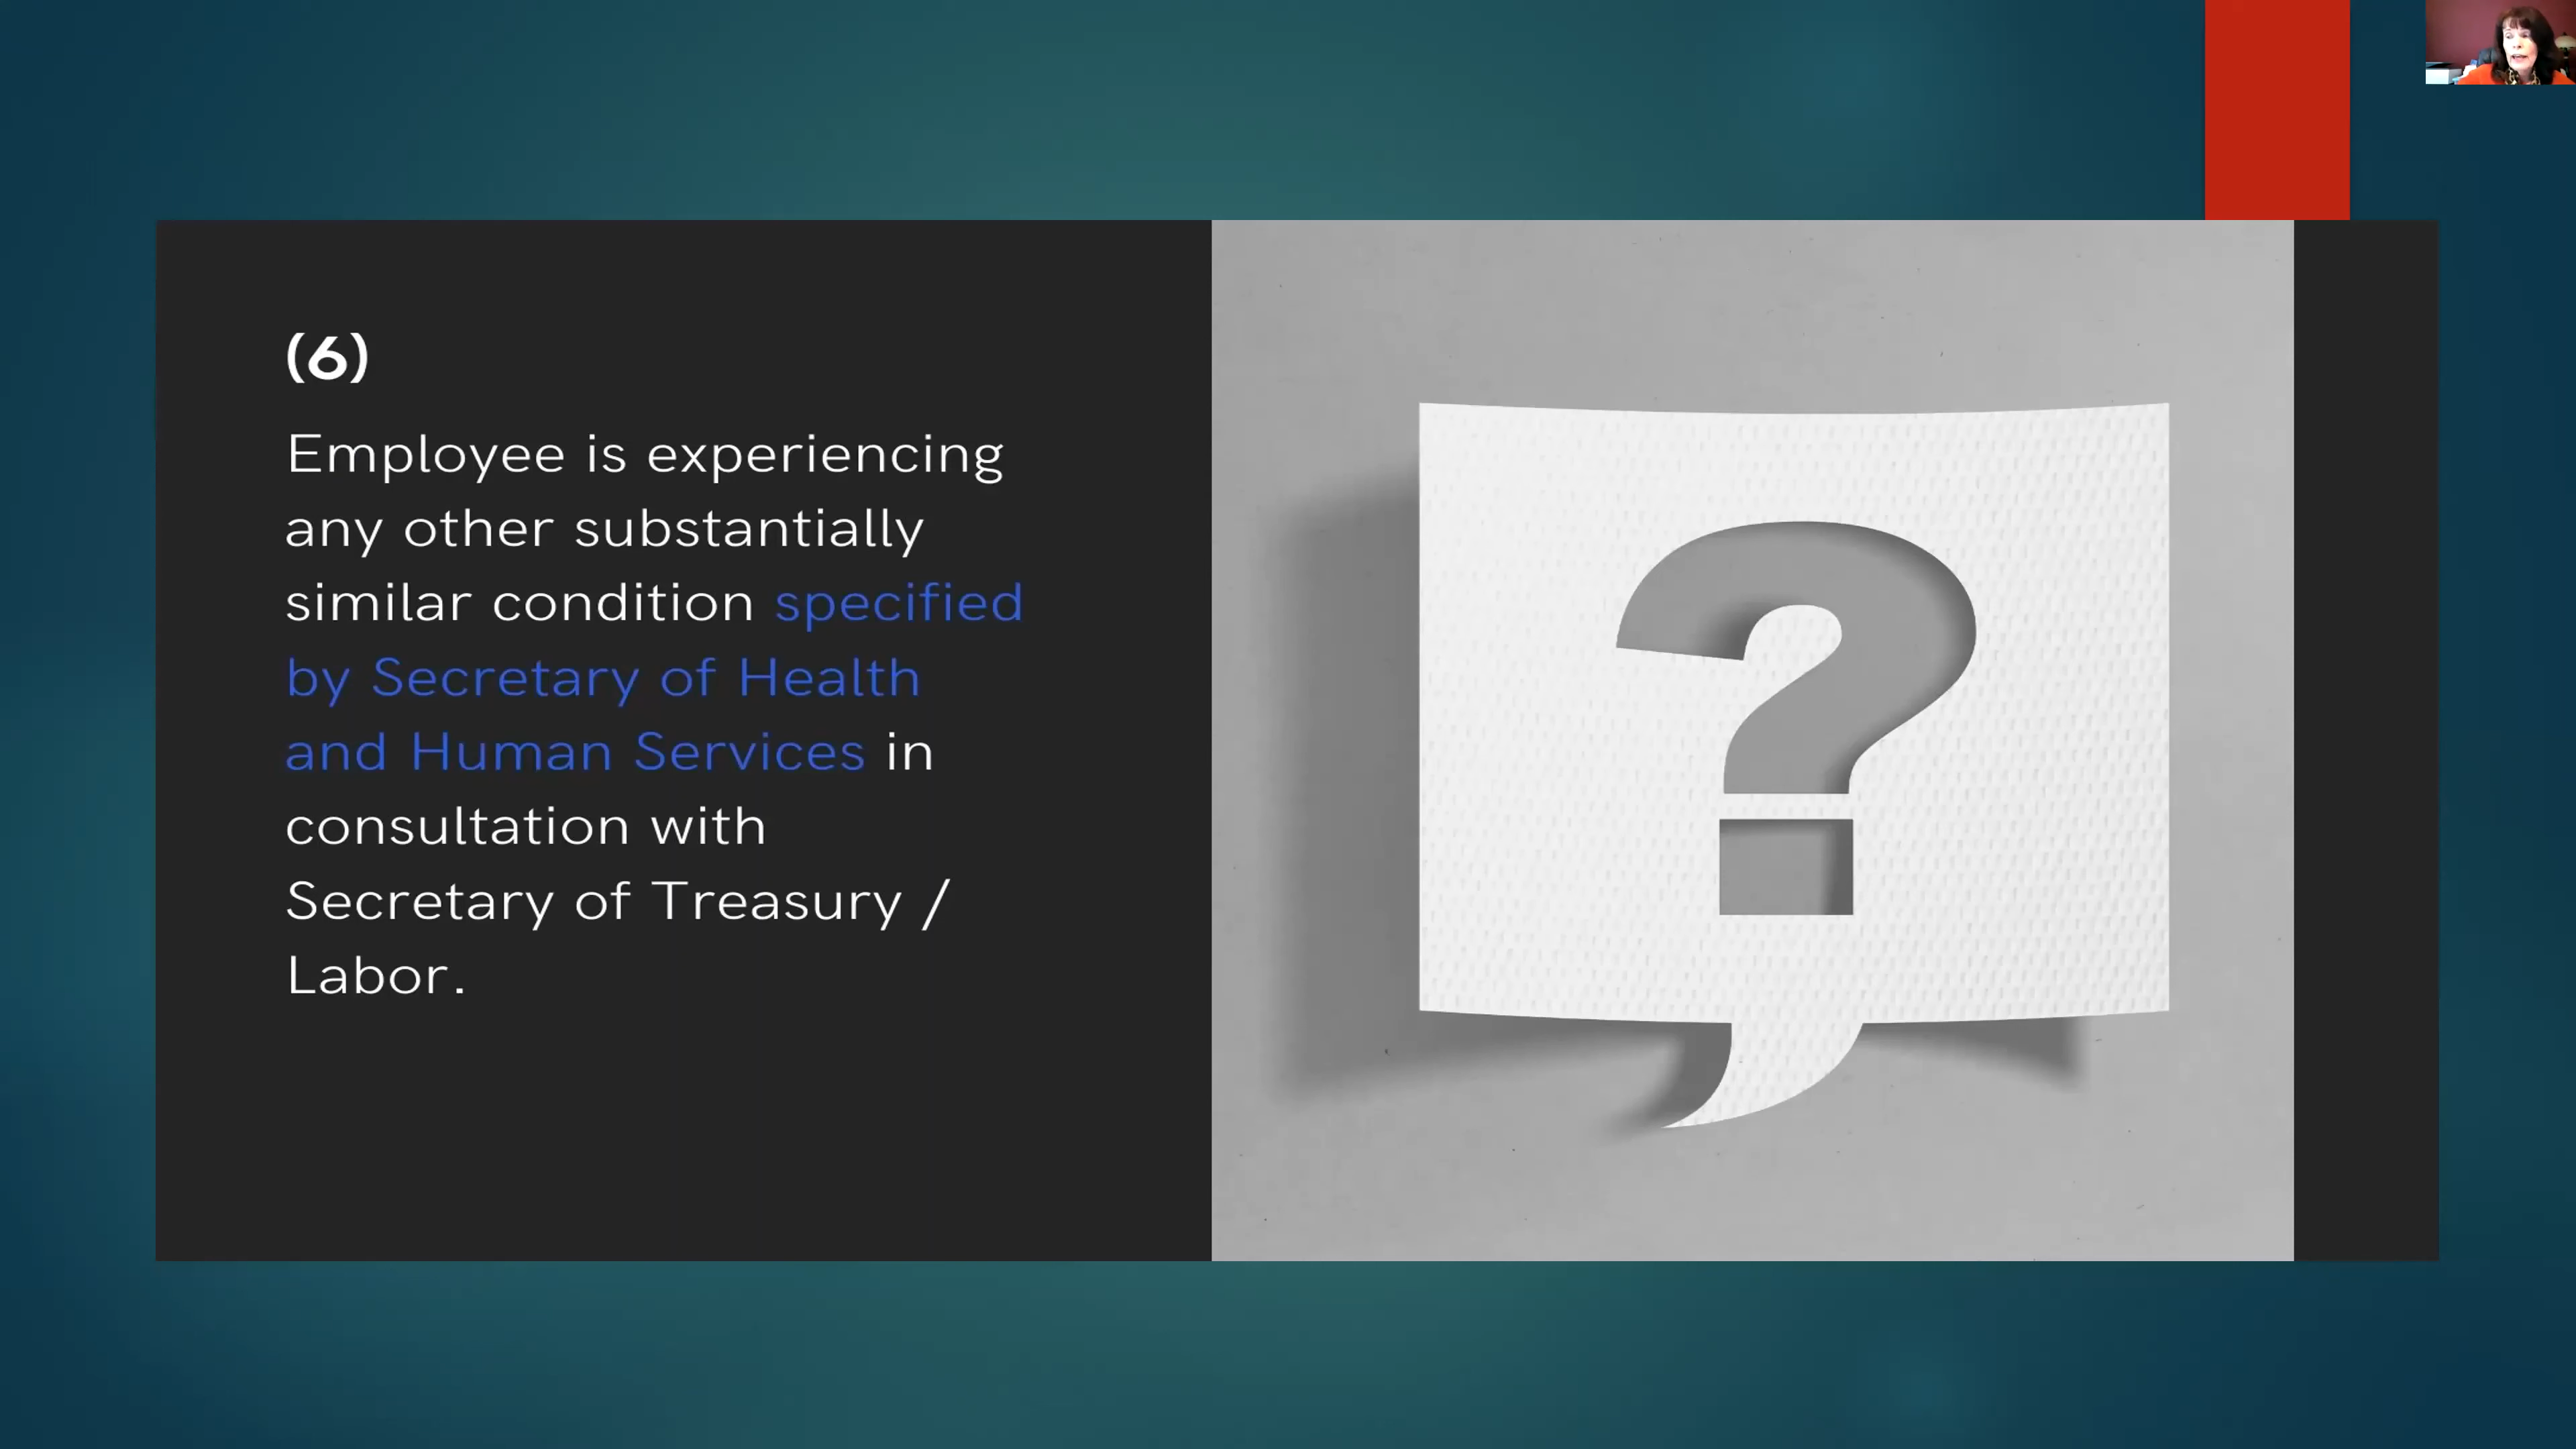 (6)
Employee is experiencing
any other substantially
similar condition specified
by Secretary of Health
and Human Services in
consultation with
Secretary of Treasury /
Labor.
?